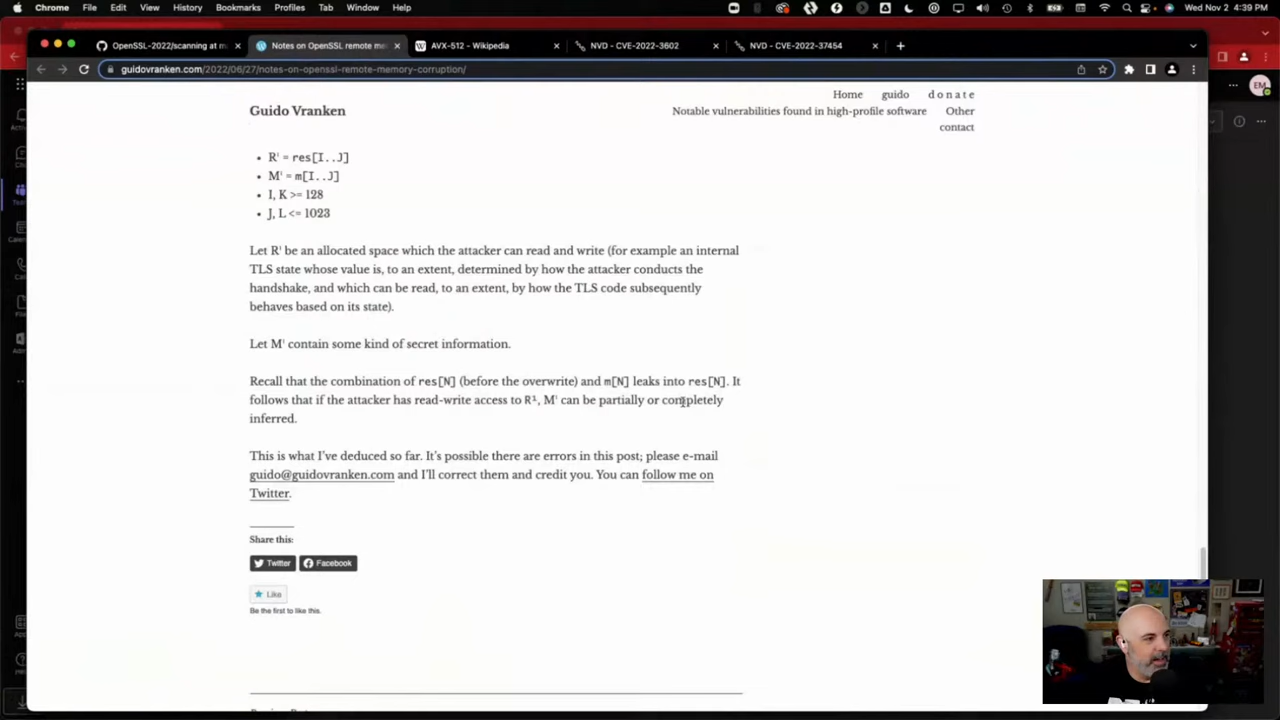 Chrome File Edit View History Bookmarks Profiles Tab Window Help Wed Nov 2 4:39 PM
OpenSSL-2022/scanning at m Notes on OpenSSL remote me AVX-512 - Wikipedia NVD - CVE-2022-3602 NVD - CVE-2022-37454
guidovranken.com/2022/06/27/notes-on-openssl-remote-memory-corruption/
EM
Home guido d o n a t e
Guido Vranken
Notable vulnerabilities found in high-profile software Other
contact
R' = res[I..J]
M' = m[I..J]
I, K >= 128
J, L <= 1023
Let R' be an allocated space which the attacker can read and write (for example an internal
TLS state whose value is, to an extent, determined by how the attacker conducts the
handshake, and which can be read, to an extent, by how the TLS code subsequently
behaves based on its state).
Let M' contain some kind of secret information.
Recall that the combination of res[N] (before the overwrite) and m[N] leaks into res[N]. It
follows that if the attacker has read-write access to R¹, M' can be partially or completely
inferred.
This is what I've deduced so far. It's possible there are errors in this post; please e-mail
guido@guidovranken.com and I'll correct them and credit you. You can follow me on
Twitter.
Share this:
Twitter Facebook
Like
Be the first to like this.